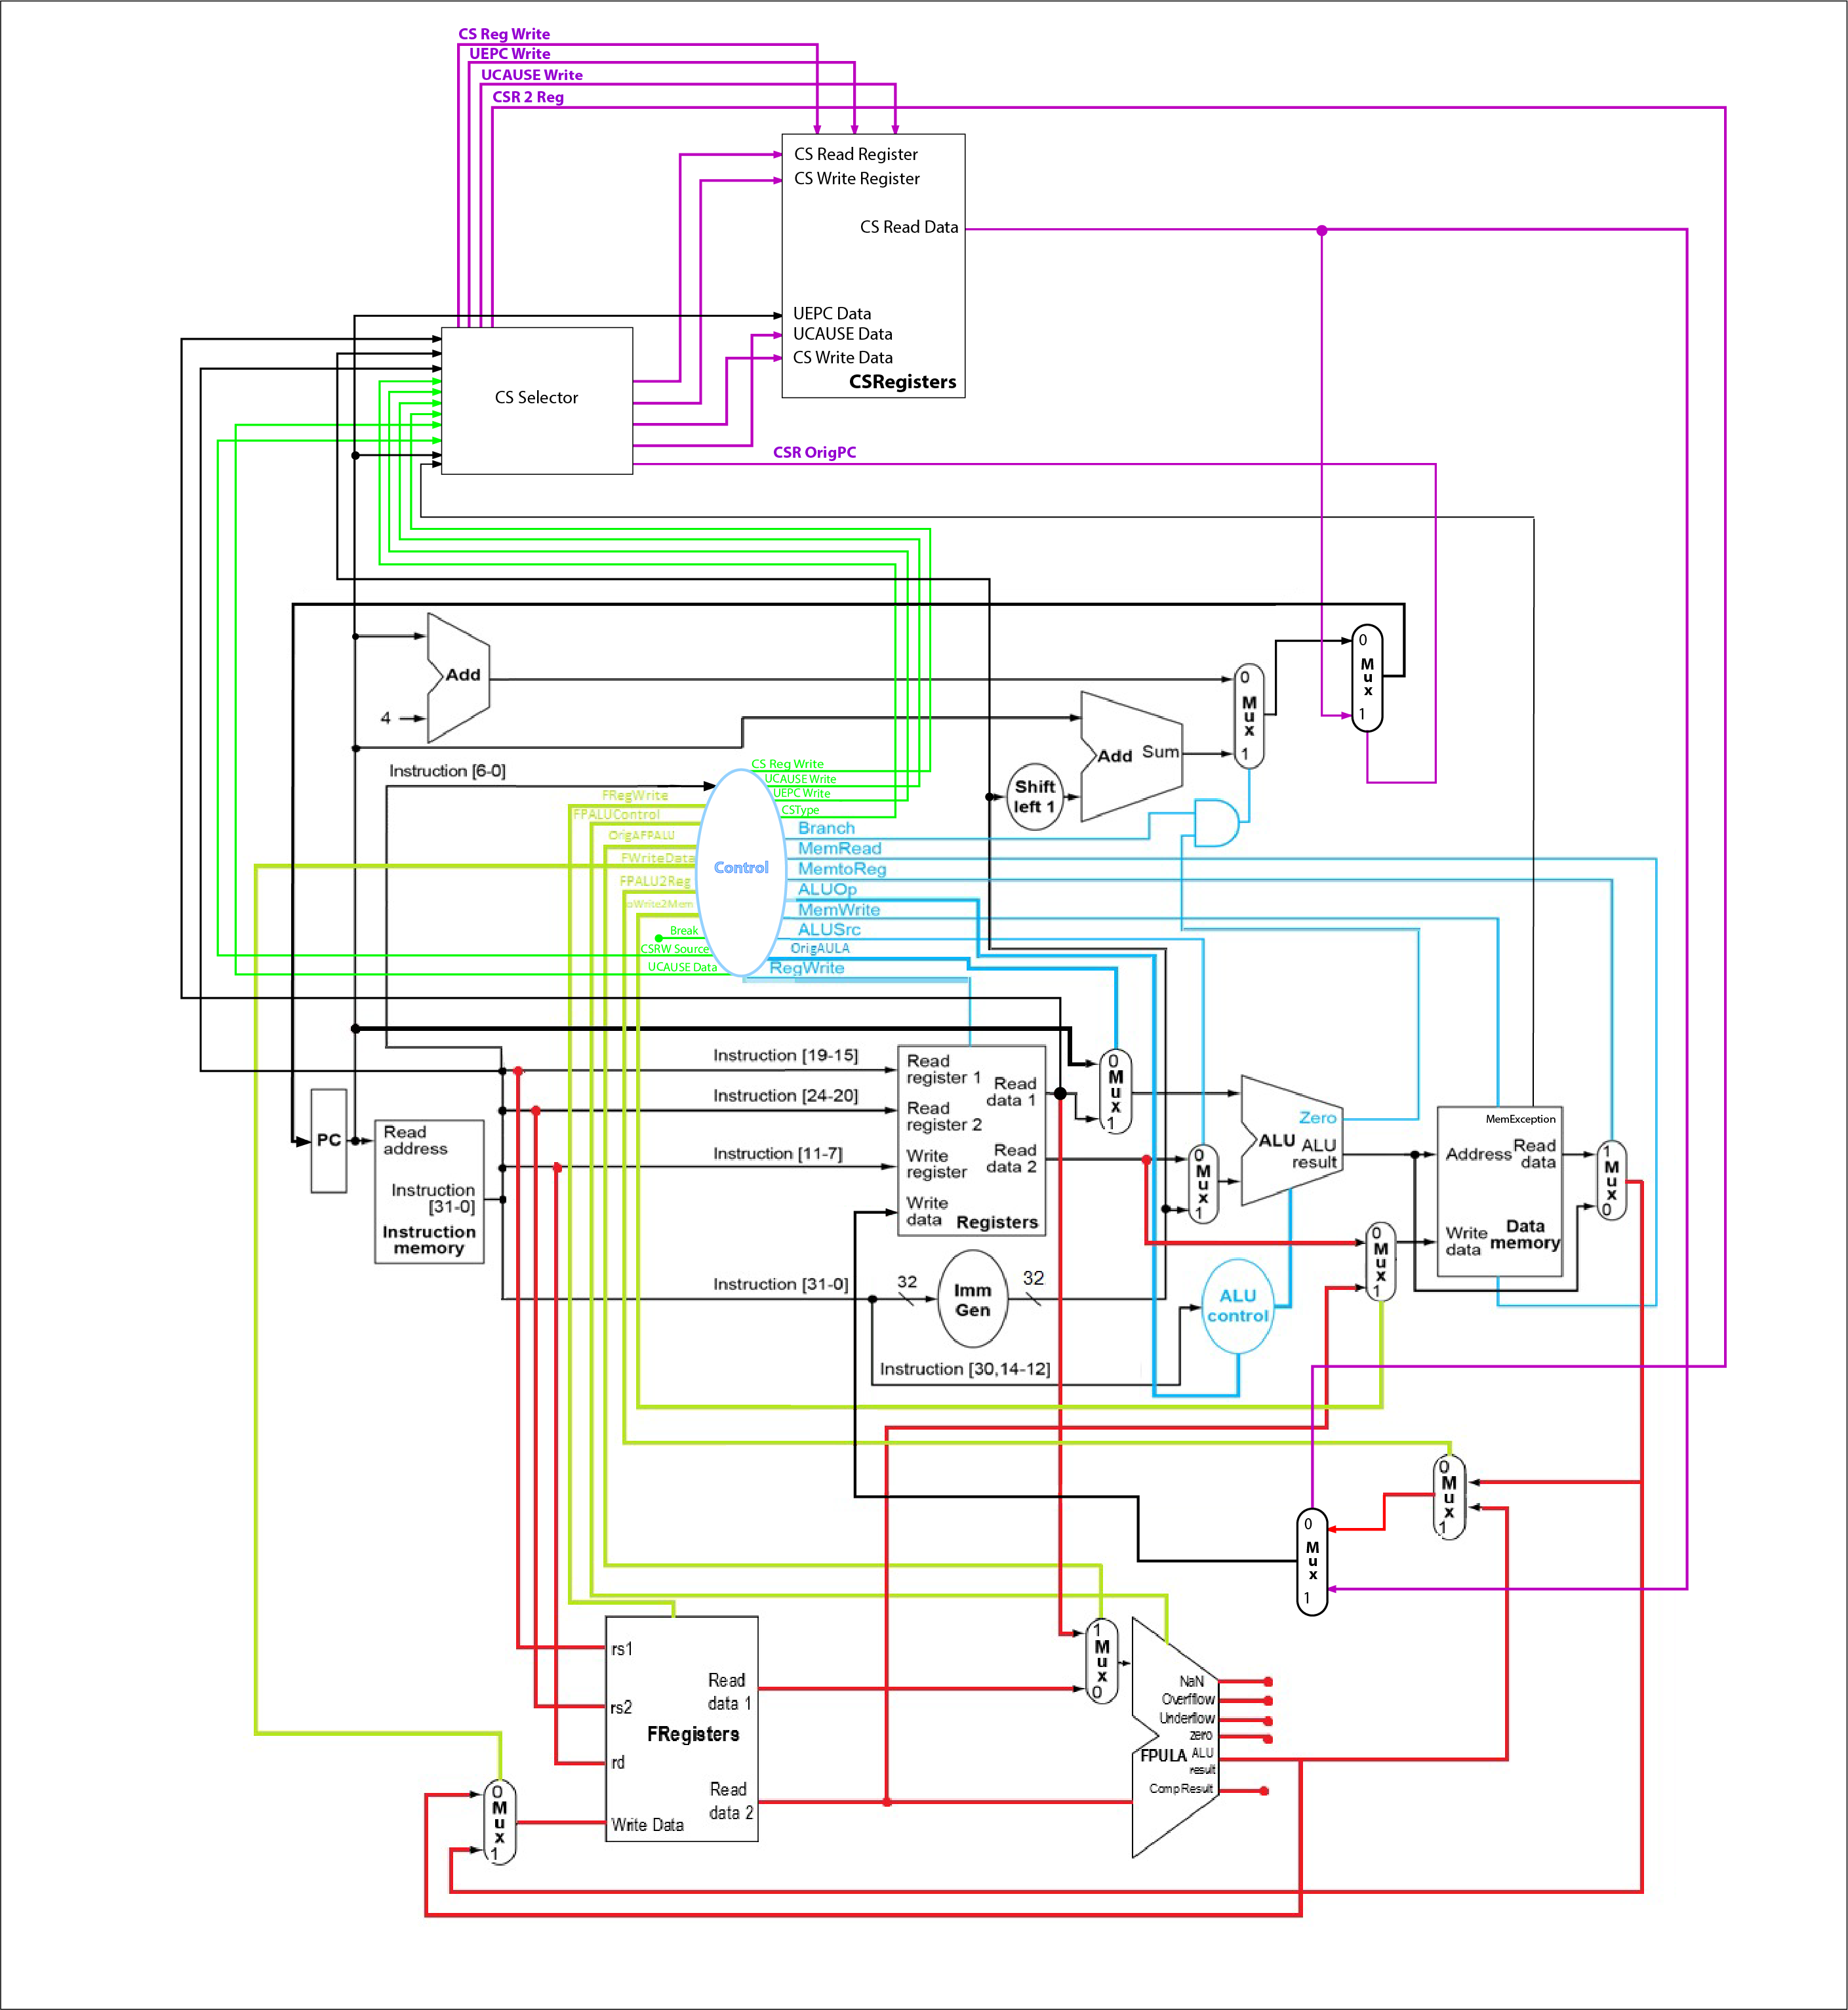 CS Reg Write
UEPC Write
UCAUSE Write
CSR 2 Reg
CS Read Register
CS Write Register
CS Read Data
UEPC Data
UCAUSE Data
CS Write Data
CSRegisters
CS Selector
CSR OrigPC
Add
4
0
Mux
1
0
Mux
1
Add Sum
Shift
left 1
Instruction [6-0]
CS Reg Write
UCAUSE Write
UEPC Write
CSType
FRegWrite
FPALUControl
OrigAFPALU
FWriteData
FPALU2Reg
Write2Mem
Break
CSRW Source
UCAUSE Data
Control
Branch
MemRead
MemtoReg
ALUOp
MemWrite
ALUSrc
OrigAULA
RegWrite
PC
Read
address
Instruction
[31-0]
Instruction
memory
Instruction [19-15]
Instruction [24-20]
Instruction [11-7]
Instruction [31-0]
Instruction [30,14-12]
Read
register 1
Read
data 1
Read
register 2
Read
data 2
Write
register
Write
data
Registers
32
Imm
Gen
32
0
Mux
1
0
Mux
1
Zero
ALU
ALU
result
ALU
control
MemException
Address
Read
data
Write
data
Data
memory
1
Mux
0
0
Mux
1
0
Mux
1
0
Mux
1
rs1
rs2
rd
Write Data
Read
data 1
FRegisters
Read
data 2
1
Mux
0
NaN
Overfflow
Underflow
zero
FPULA
ALU
result
Comp Result
0
Mux
1